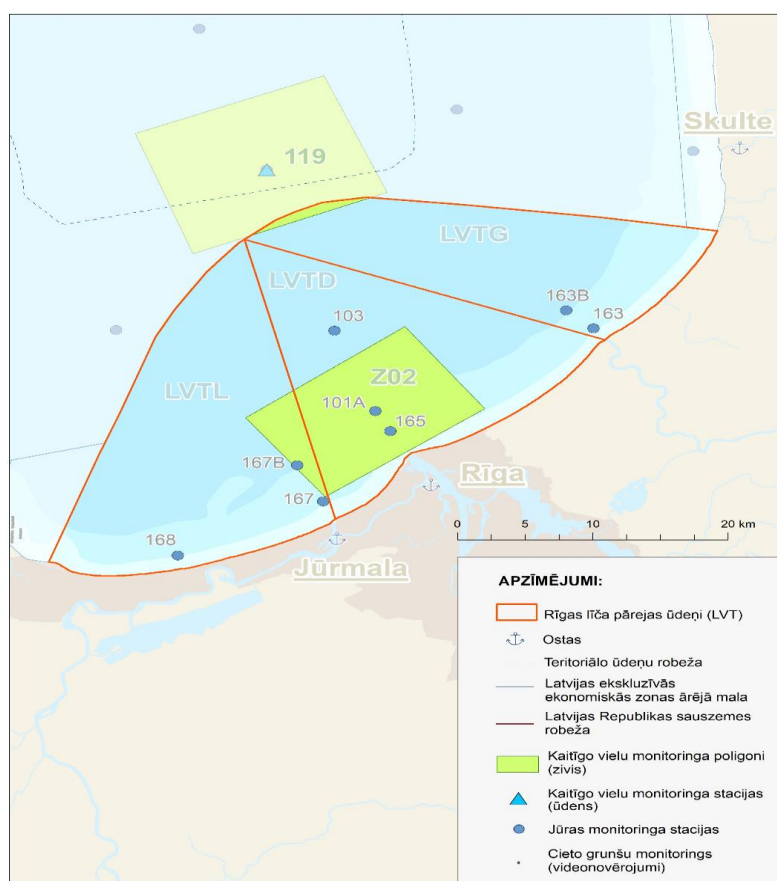 Skulte
119
LVTG
LVTD
163B
163
103
Z02
LVTL
101A
165
167B
Rīga
167
168
0 5 10 20 km
Jūrmala
APZĪMĒJUMI:
Rīgas līča pārejas ūdeņi (LVT)
Ostas
Teritoriālo ūdeņu robeža
Latvijas ekskluzīvās
ekonomiskās zonas ārējā mala
Latvijas Republikas sauszemes
robeža
Kaitīgo vielu monitoringa poligoni
(zivis)
Kaitīgo vielu monitoringa stacijas
(ūdens)
Jūras monitoringa stacijas
Cieto grunšu monitorings
(videonovērojumi)